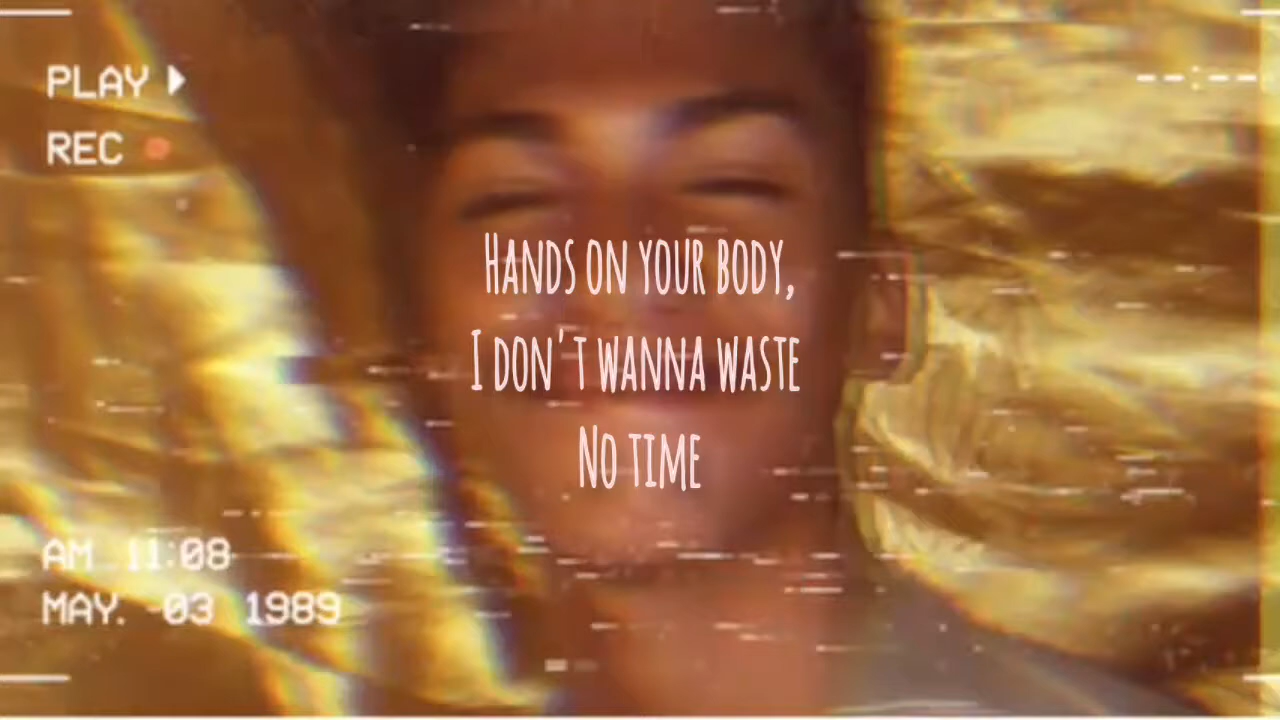 PLAY
REC
--:--
Hands on your body,
I don't wanna waste
No time
AM 11:08
MAY. -03 1989